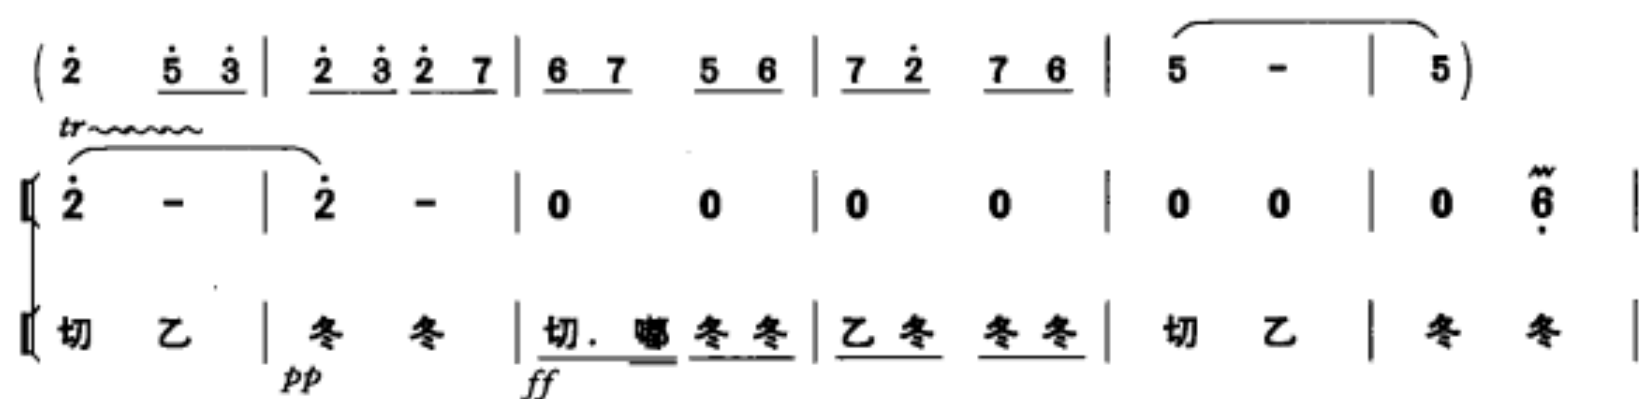 ( 2̇ 5̇ 3̇ | 2̇ 3̇ 2̇ 7 | 6 7 5 6 | 7 2̇ 7 6 | 5 - | 5 )
tr
2̇ - | 2̇ - | 0 0 | 0 0 | 0 0 | 0 6̣ |
切 乙 | 冬 冬 | 切. 嘟 冬 冬 | 乙 冬 冬 冬 | 切 乙 | 冬 冬 |
pp ff